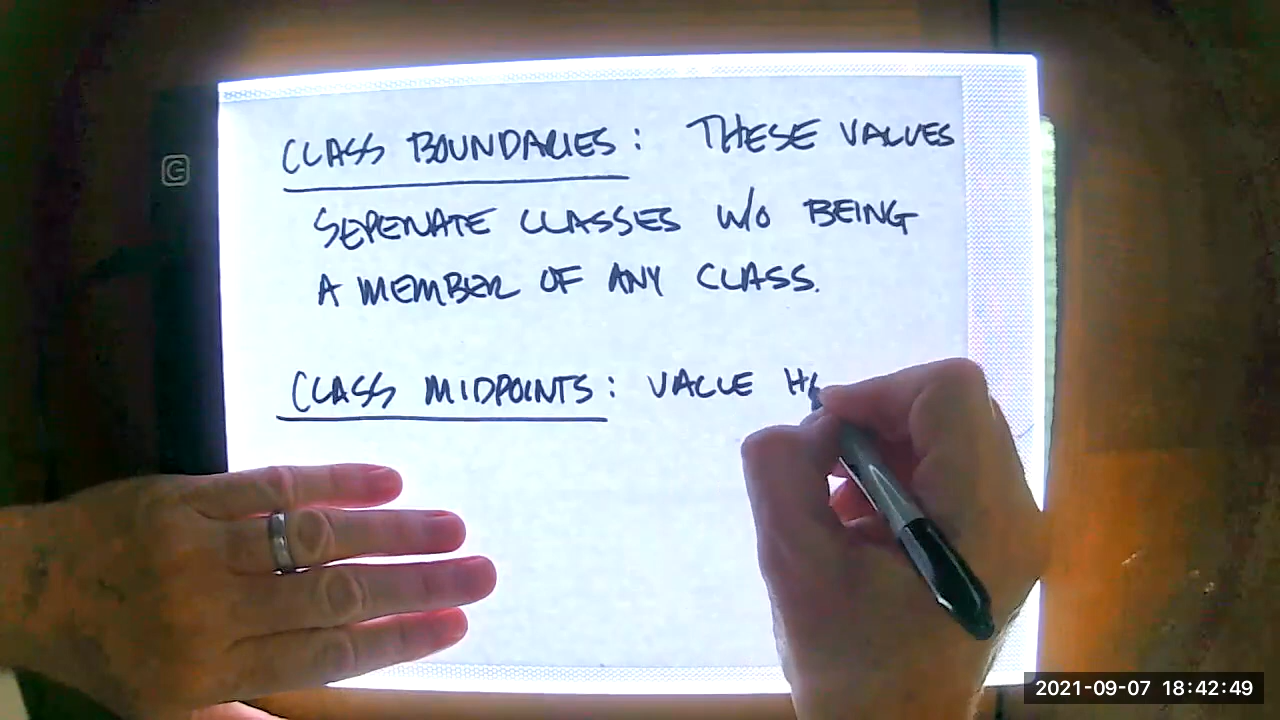 CLASS BOUNDARIES: THESE VALUES
SEPERATE CLASSES W/O BEING
A MEMBER OF ANY CLASS.
CLASS MIDPOINTS: VALUE
2021-09-07 18:42:49